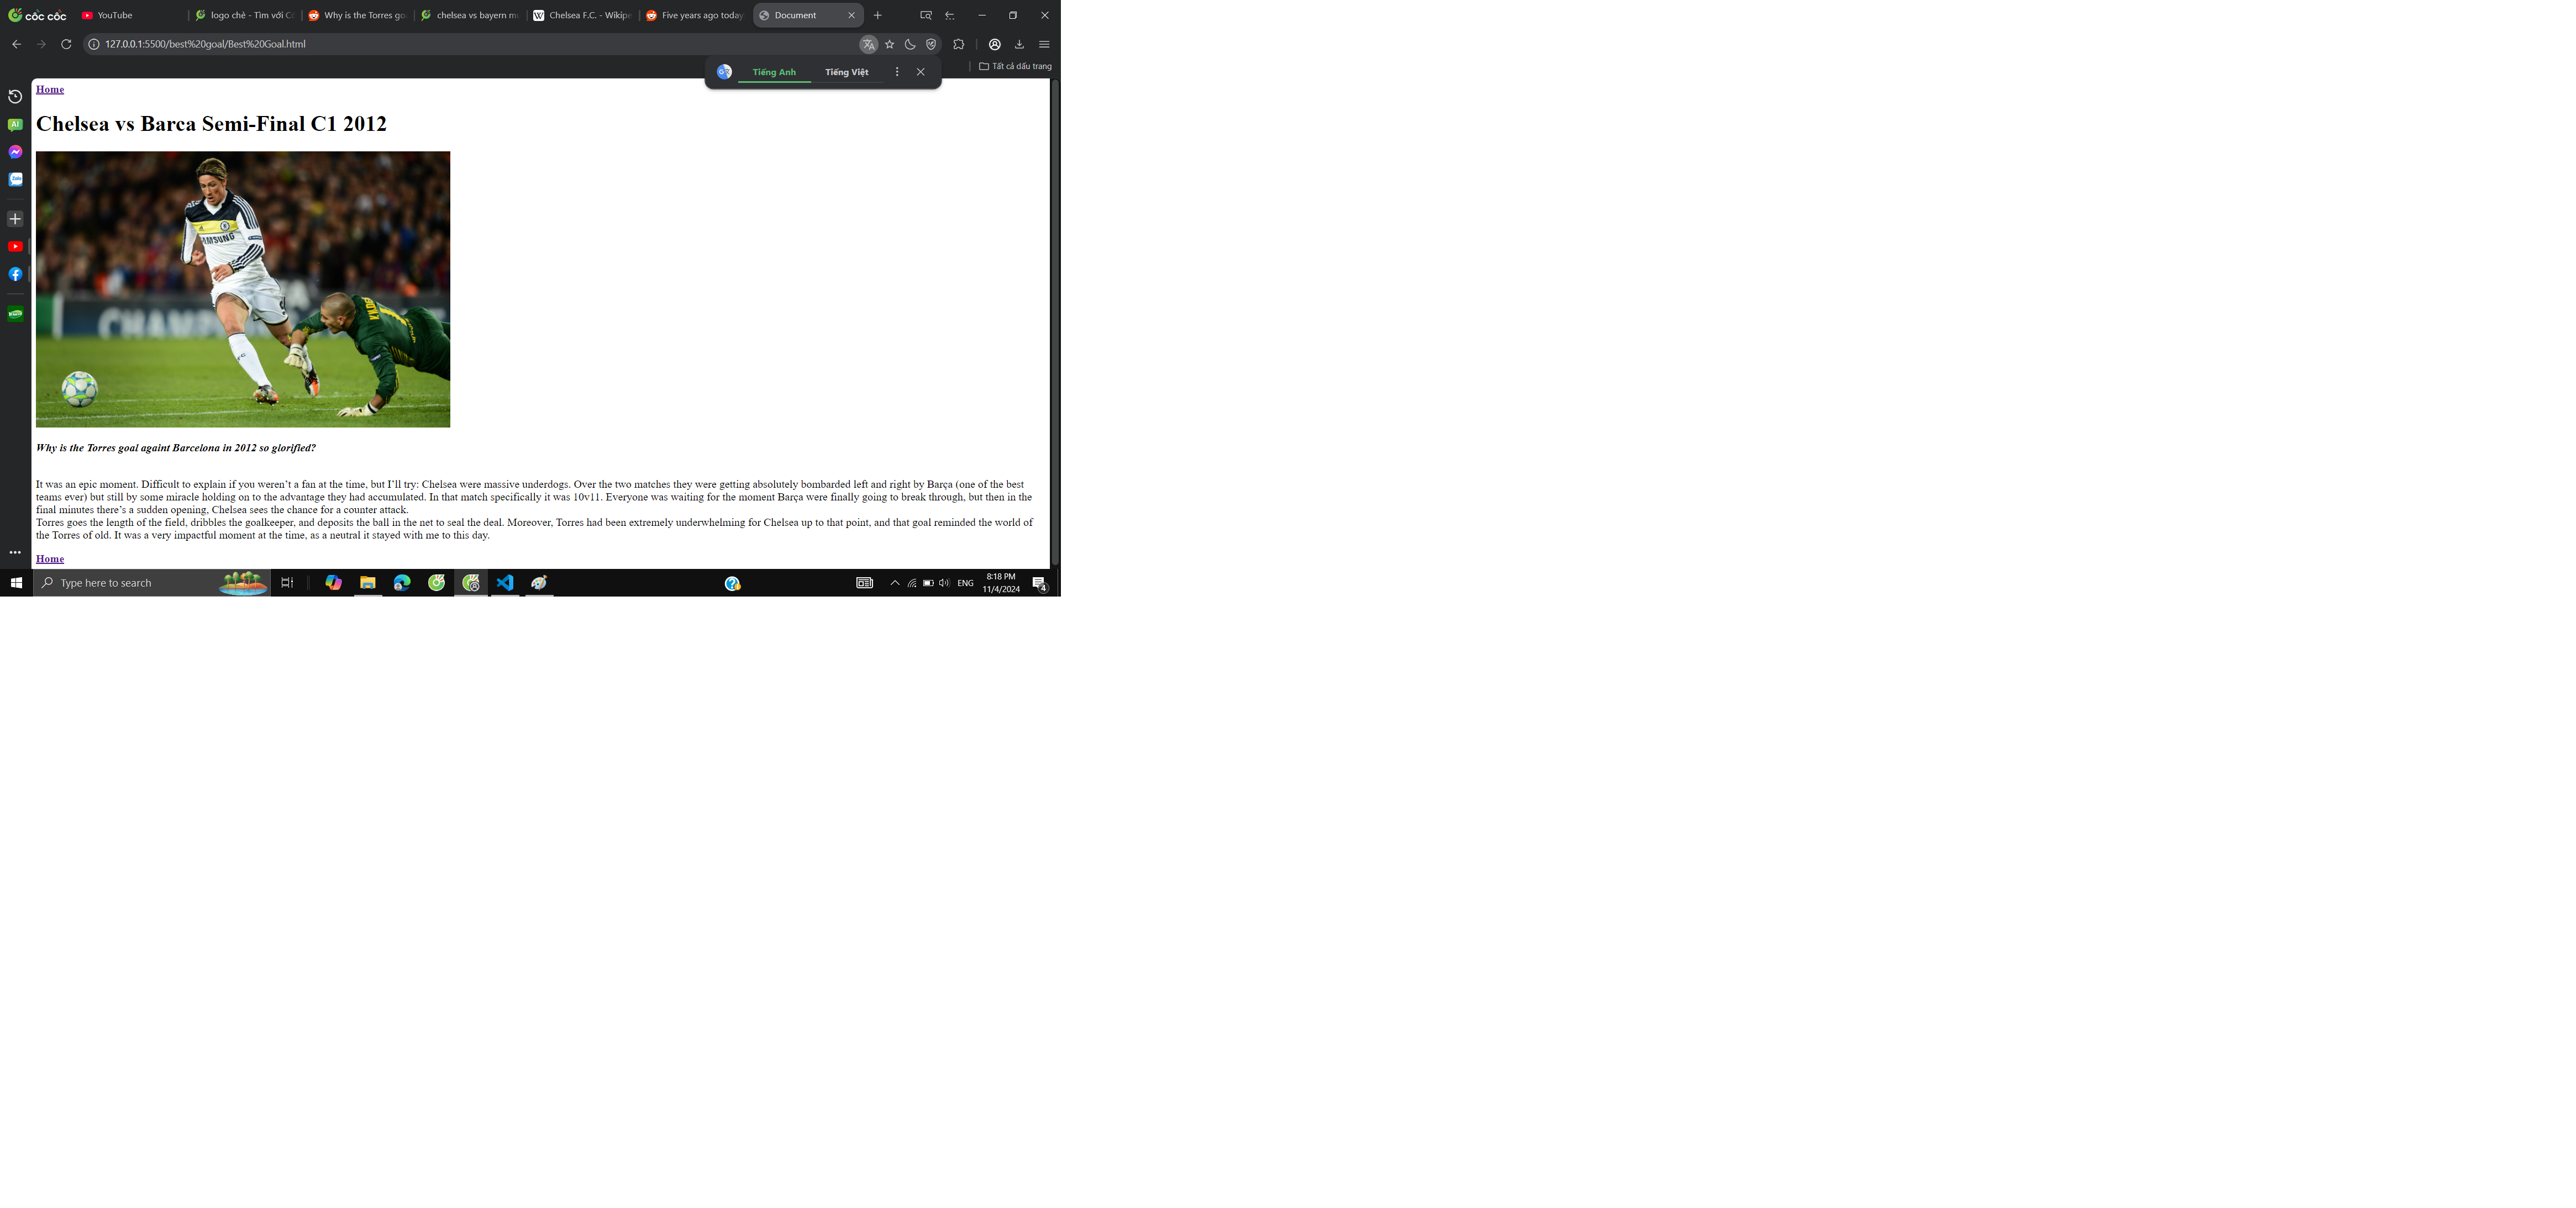 cốc cốc
YouTube
logo chẻ - Tìm với Cố
Why is the Torres go
chelsea vs bayern m
Chelsea F.C. - Wikipe
Five years ago today
Document
127.0.0.1:5500/best%20goal/Best%20Goal.html
Tất cả dấu trang
Tiếng Anh
Tiếng Việt
Home
Chelsea vs Barca Semi-Final C1 2012
SAMSUNG
CHAMP
Why is the Torres goal againt Barcelona in 2012 so glorified?
It was an epic moment. Difficult to explain if you weren’t a fan at the time, but I’ll try: Chelsea were massive underdogs. Over the two matches they were getting absolutely bombarded left and right by Barça (one of the best
teams ever) but still by some miracle holding on to the advantage they had accumulated. In that match specifically it was 10v11. Everyone was waiting for the moment Barça were finally going to break through, but then in the
final minutes there’s a sudden opening, Chelsea sees the chance for a counter attack.
Torres goes the length of the field, dribbles the goalkeeper, and deposits the ball in the net to seal the deal. Moreover, Torres had been extremely underwhelming for Chelsea up to that point, and that goal reminded the world of
the Torres of old. It was a very impactful moment at the time, as a neutral it stayed with me to this day.
Home
AI
Zalo
Type here to search
ENG
8:18 PM
11/4/2024
4